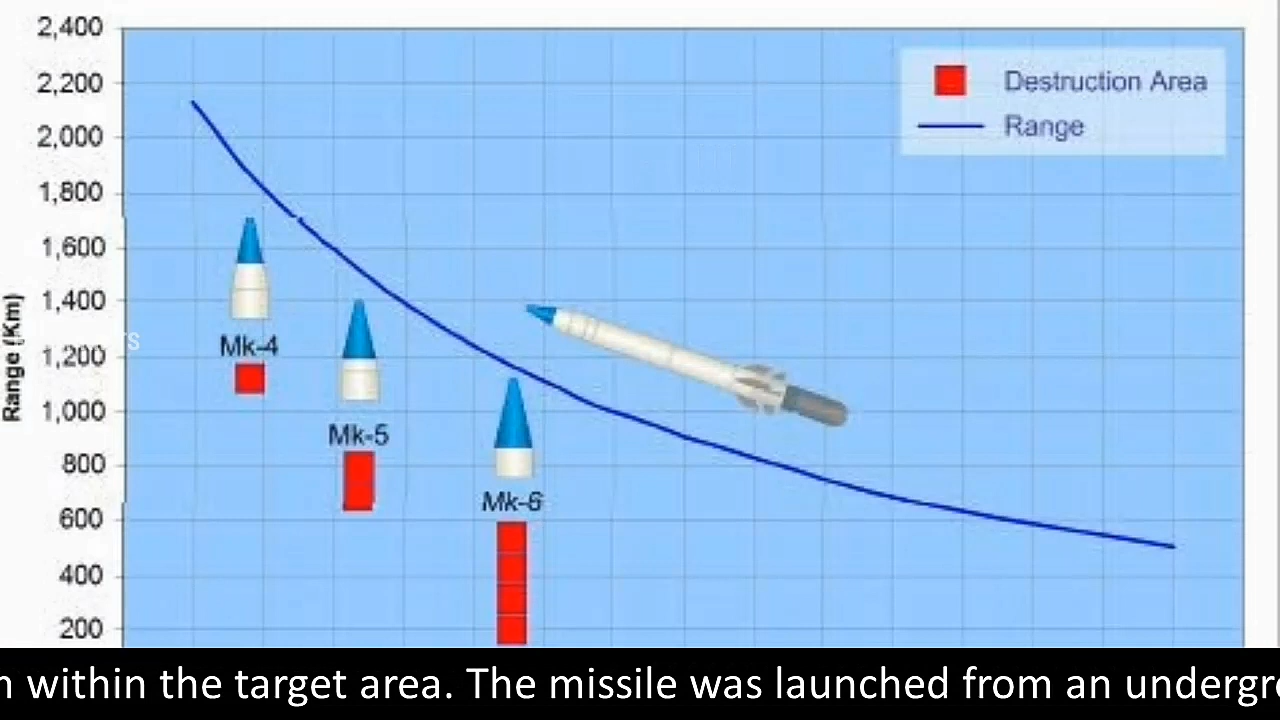 2,400
2,200
2,000
1,800
1,600
1,400
1,200
1,000
800
600
400
200
Range (Km)
Destruction Area
Range
Mk-4
Mk-5
Mk-6
within the target area. The missile was launched from an